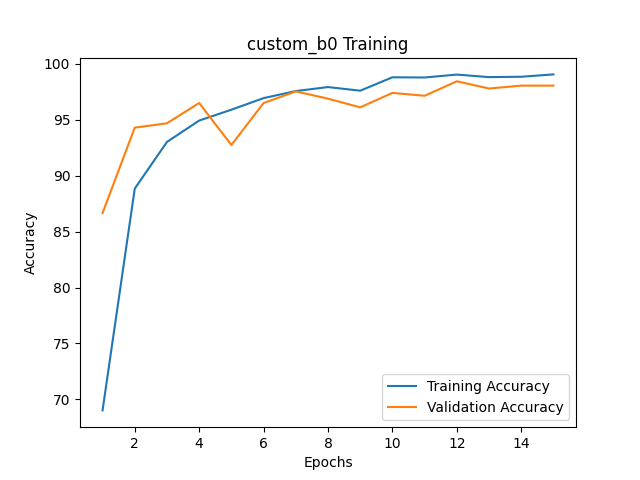 custom_b0 Training
100
95
90
85
80
75
70
Accuracy
Training Accuracy
Validation Accuracy
2 4 6 8 10 12 14
Epochs